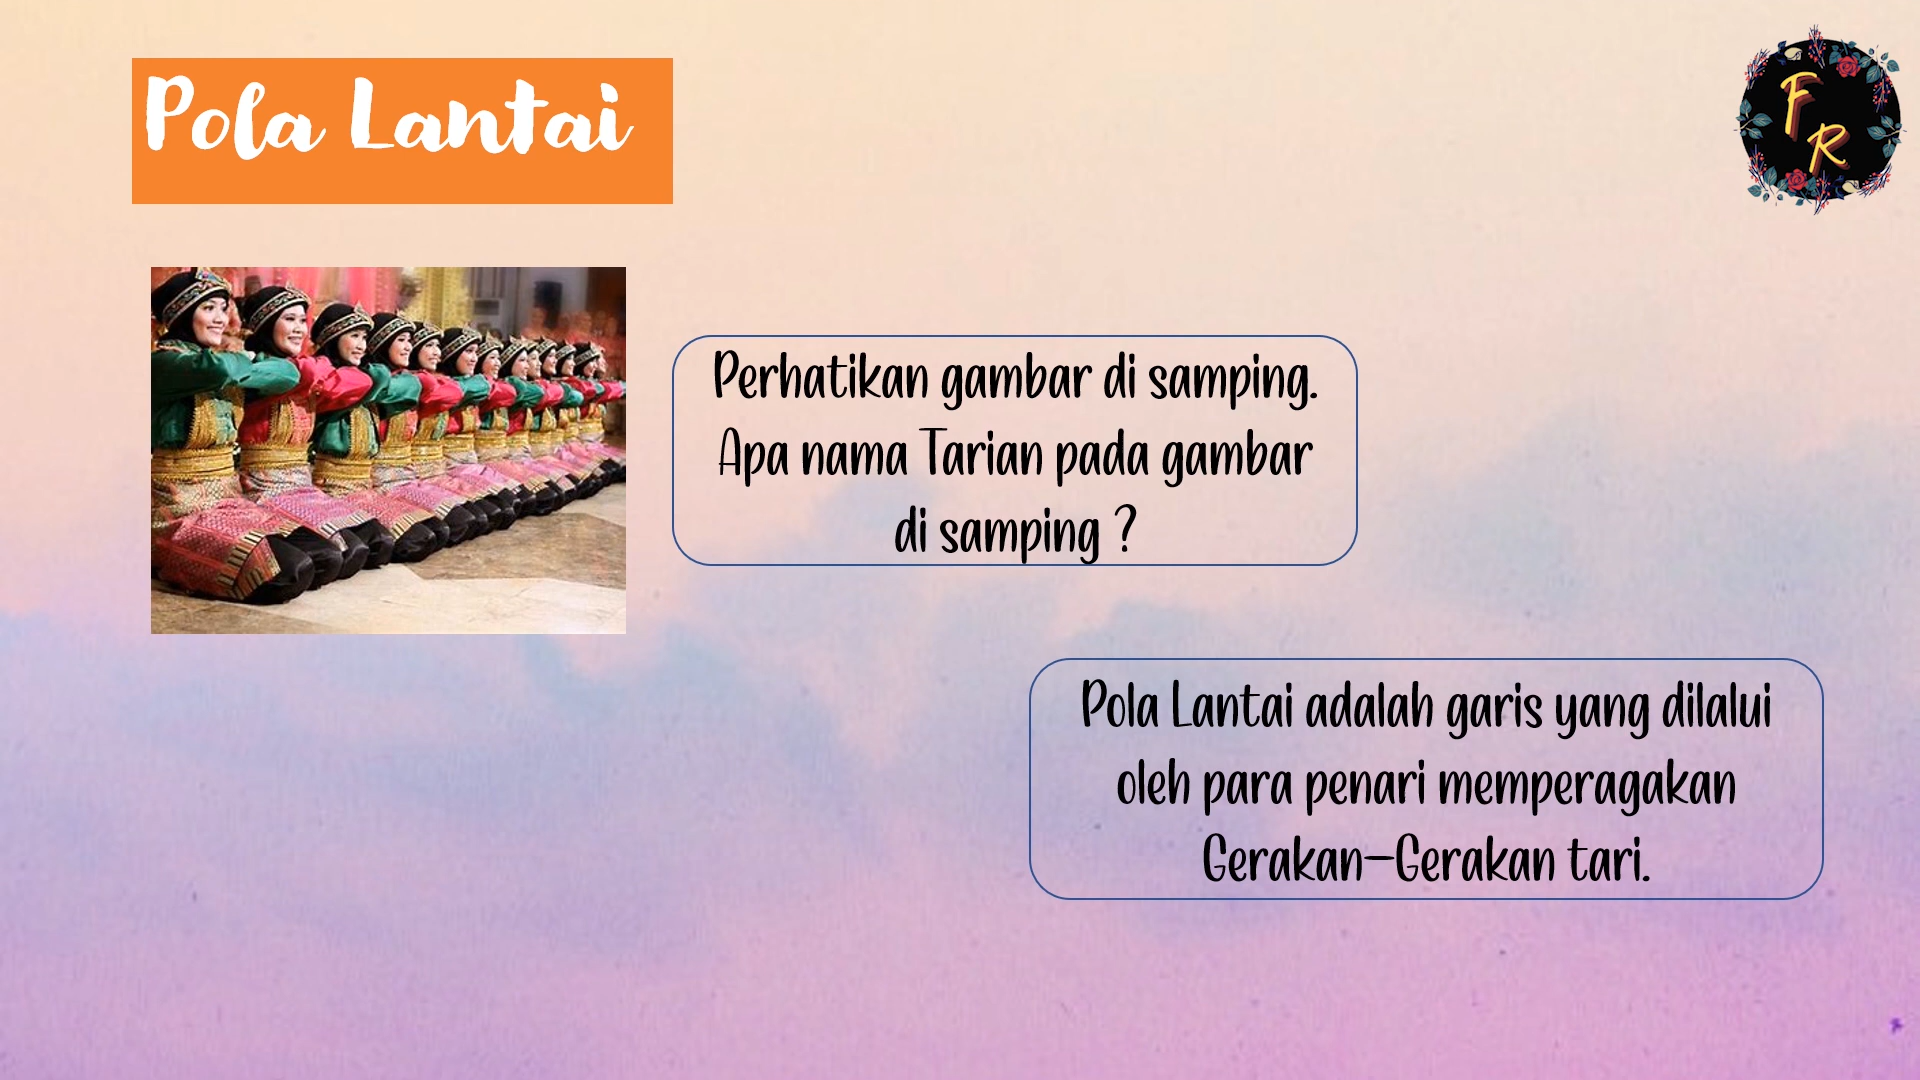 Pola Lantai
F
R
Perhatikan gambar di samping.
Apa nama Tarian pada gambar
di samping ?
Pola Lantai adalah garis yang dilalui
oleh para penari memperagakan
Gerakan-Gerakan tari.